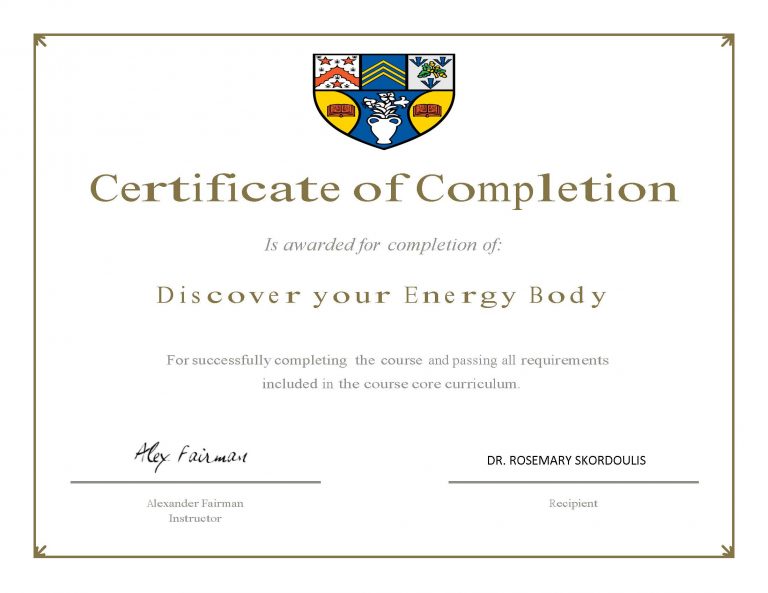 Certificate of Completion
Is awarded for completion of:
Discover your Energy Body
For successfully completing the course and passing all requirements
included in the course core curriculum.
Alex Fairman
DR. ROSEMARY SKORDOULIS
Alexander Fairman
Instructor
Recipient